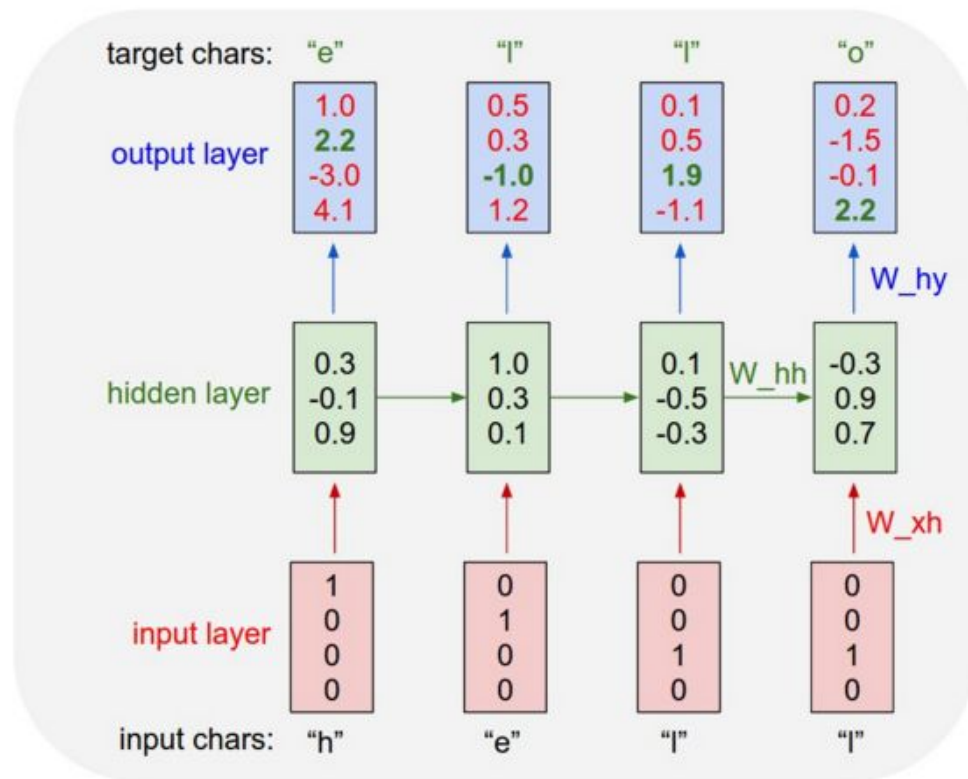 target chars: “e” “l” “l” “o”
1.0 0.5 0.1 0.2
2.2 0.3 0.5 -1.5
output layer
-3.0 -1.0 1.9 -0.1
4.1 1.2 -1.1 2.2
W_hy
0.3 1.0 0.1 -0.3
W_hh
hidden layer -0.1 0.3 -0.5 0.9
0.9 0.1 -0.3 0.7
W_xh
1 0 0 0
0 1 0 0
input layer
0 0 1 1
0 0 0 0
input chars: “h” “e” “l” “l”